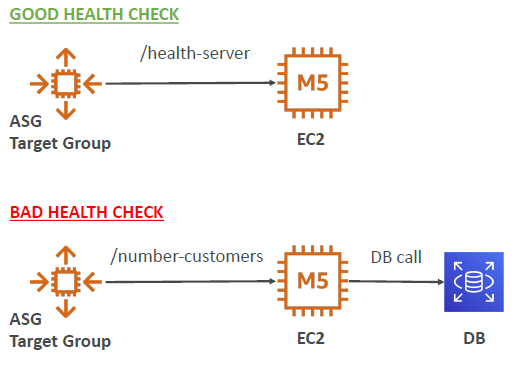 GOOD HEALTH CHECK
/health-server
M5
ASG
Target Group
EC2
BAD HEALTH CHECK
/number-customers
DB call
M5
ASG
Target Group
EC2
DB